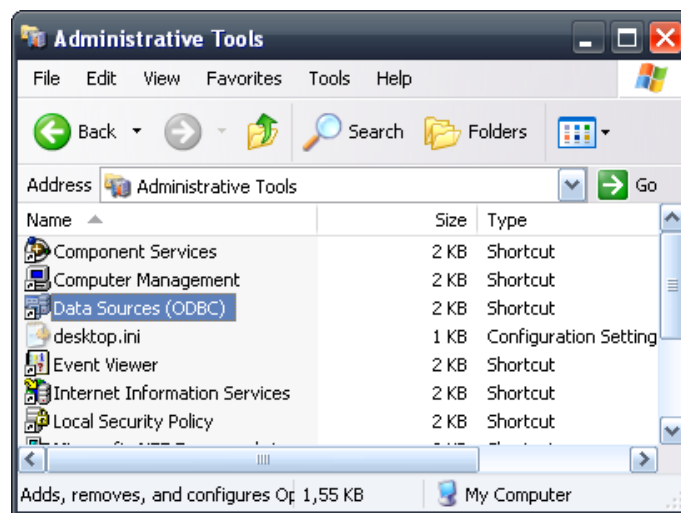 Administrative Tools
File Edit View Favorites Tools Help
Back Search Folders
Address Administrative Tools Go
Name Size Type
Component Services 2 KB Shortcut
Computer Management 2 KB Shortcut
Data Sources (ODBC) 2 KB Shortcut
desktop.ini 1 KB Configuration Setting
Event Viewer 2 KB Shortcut
Internet Information Services 2 KB Shortcut
Local Security Policy 2 KB Shortcut
Adds, removes, and configures Op 1,55 KB My Computer